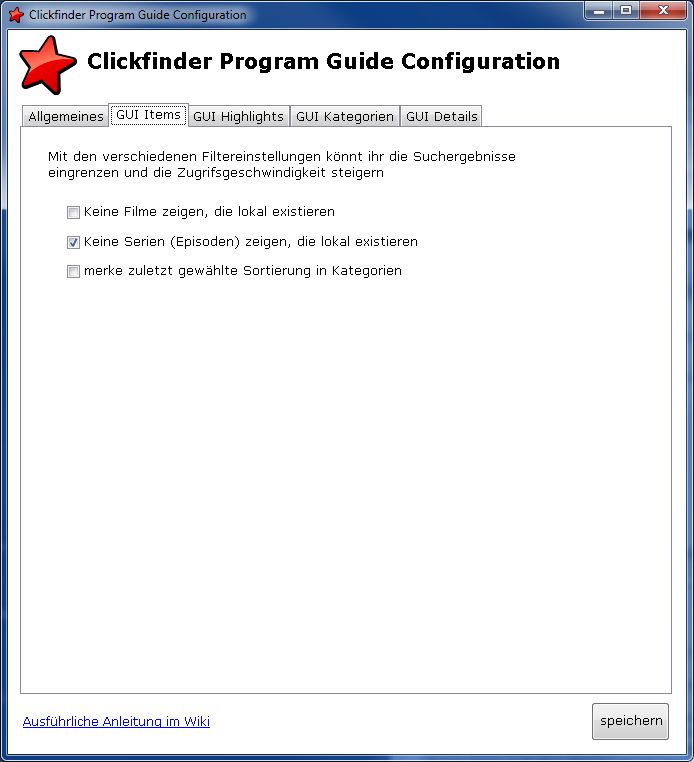 Clickfinder Program Guide Configuration
Clickfinder Program Guide Configuration
Allgemeines GUI Items GUI Highlights GUI Kategorien GUI Details
Mit den verschiedenen Filtereinstellungen könnt ihr die Suchergebnisse
eingrenzen und die Zugrifsgeschwindigkeit steigern
Keine Filme zeigen, die lokal existieren
Keine Serien (Episoden) zeigen, die lokal existieren
merke zuletzt gewählte Sortierung in Kategorien
Ausführliche Anleitung im Wiki
speichern